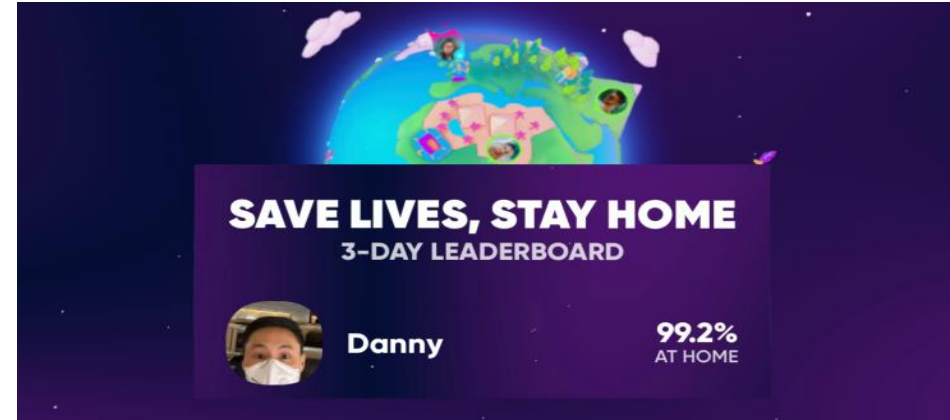 SAVE LIVES, STAY HOME
3-DAY LEADERBOARD
Danny
99.2%
AT HOME